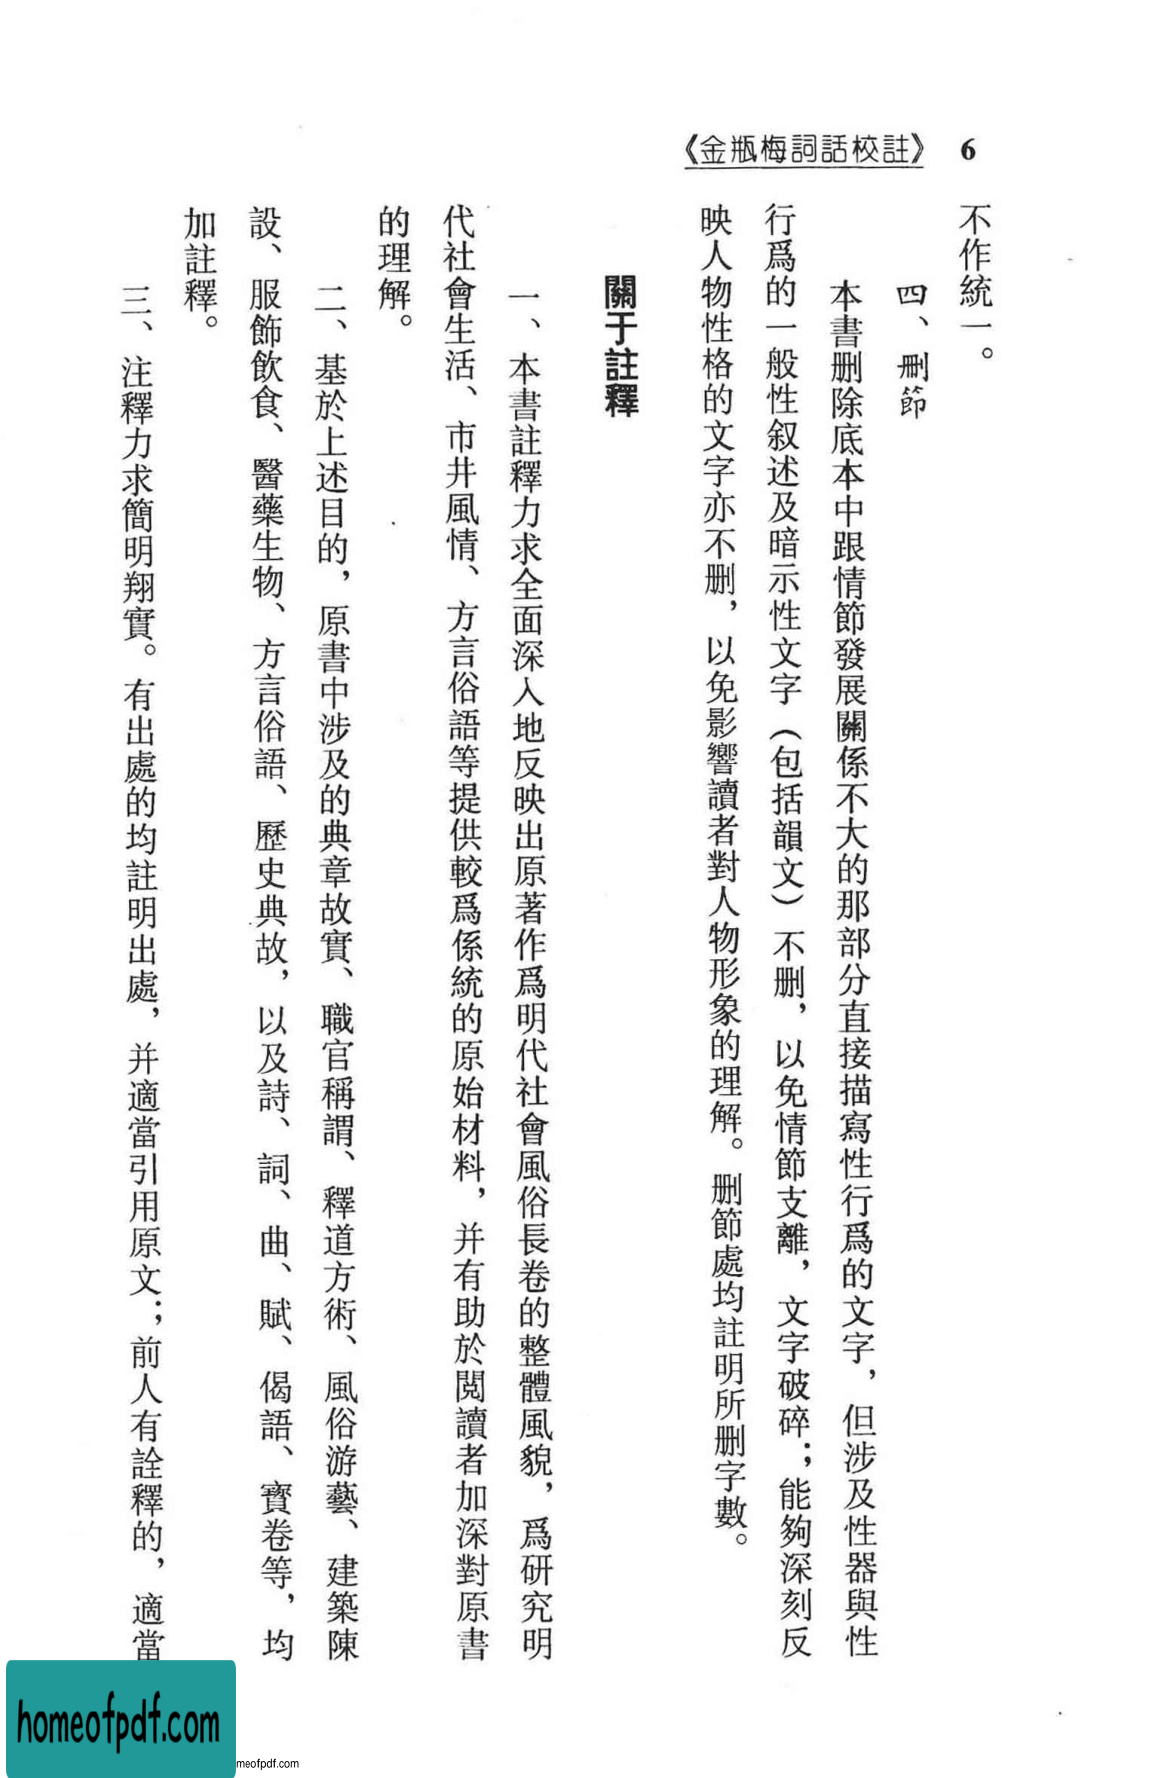 《金瓶梅詞話校註》 6
不作統一。
四、刪節
本書刪除底本中跟情節發展關係不大的那部分直接描寫性行爲的文字，但涉及性器與性
行爲的一般性叙述及暗示性文字（包括韻文）不刪，以免情節支離，文字破碎；能夠深刻反
映人物性格的文字亦不刪，以免影響讀者對人物形象的理解。刪節處均註明所刪字數。
關于註釋
一、本書註釋力求全面深入地反映出原著作爲明代社會風俗長卷的整體風貌，爲研究明
代社會生活、市井風情、方言俗語等提供較爲係統的原始材料，并有助於閱讀者加深對原書
的理解。
二、基於上述目的，原書中涉及的典章故實、職官稱謂、釋道方術、風俗游藝、建築陳
設、服飾飲食、醫藥生物、方言俗語、歷史典故，以及詩、詞、曲、賦、偈語、寶卷等，均
加註釋。
三、注釋力求簡明翔實。有出處的均註明出處，并適當引用原文；前人有詮釋的，適當
homeofpdf.com
meofpdf.com